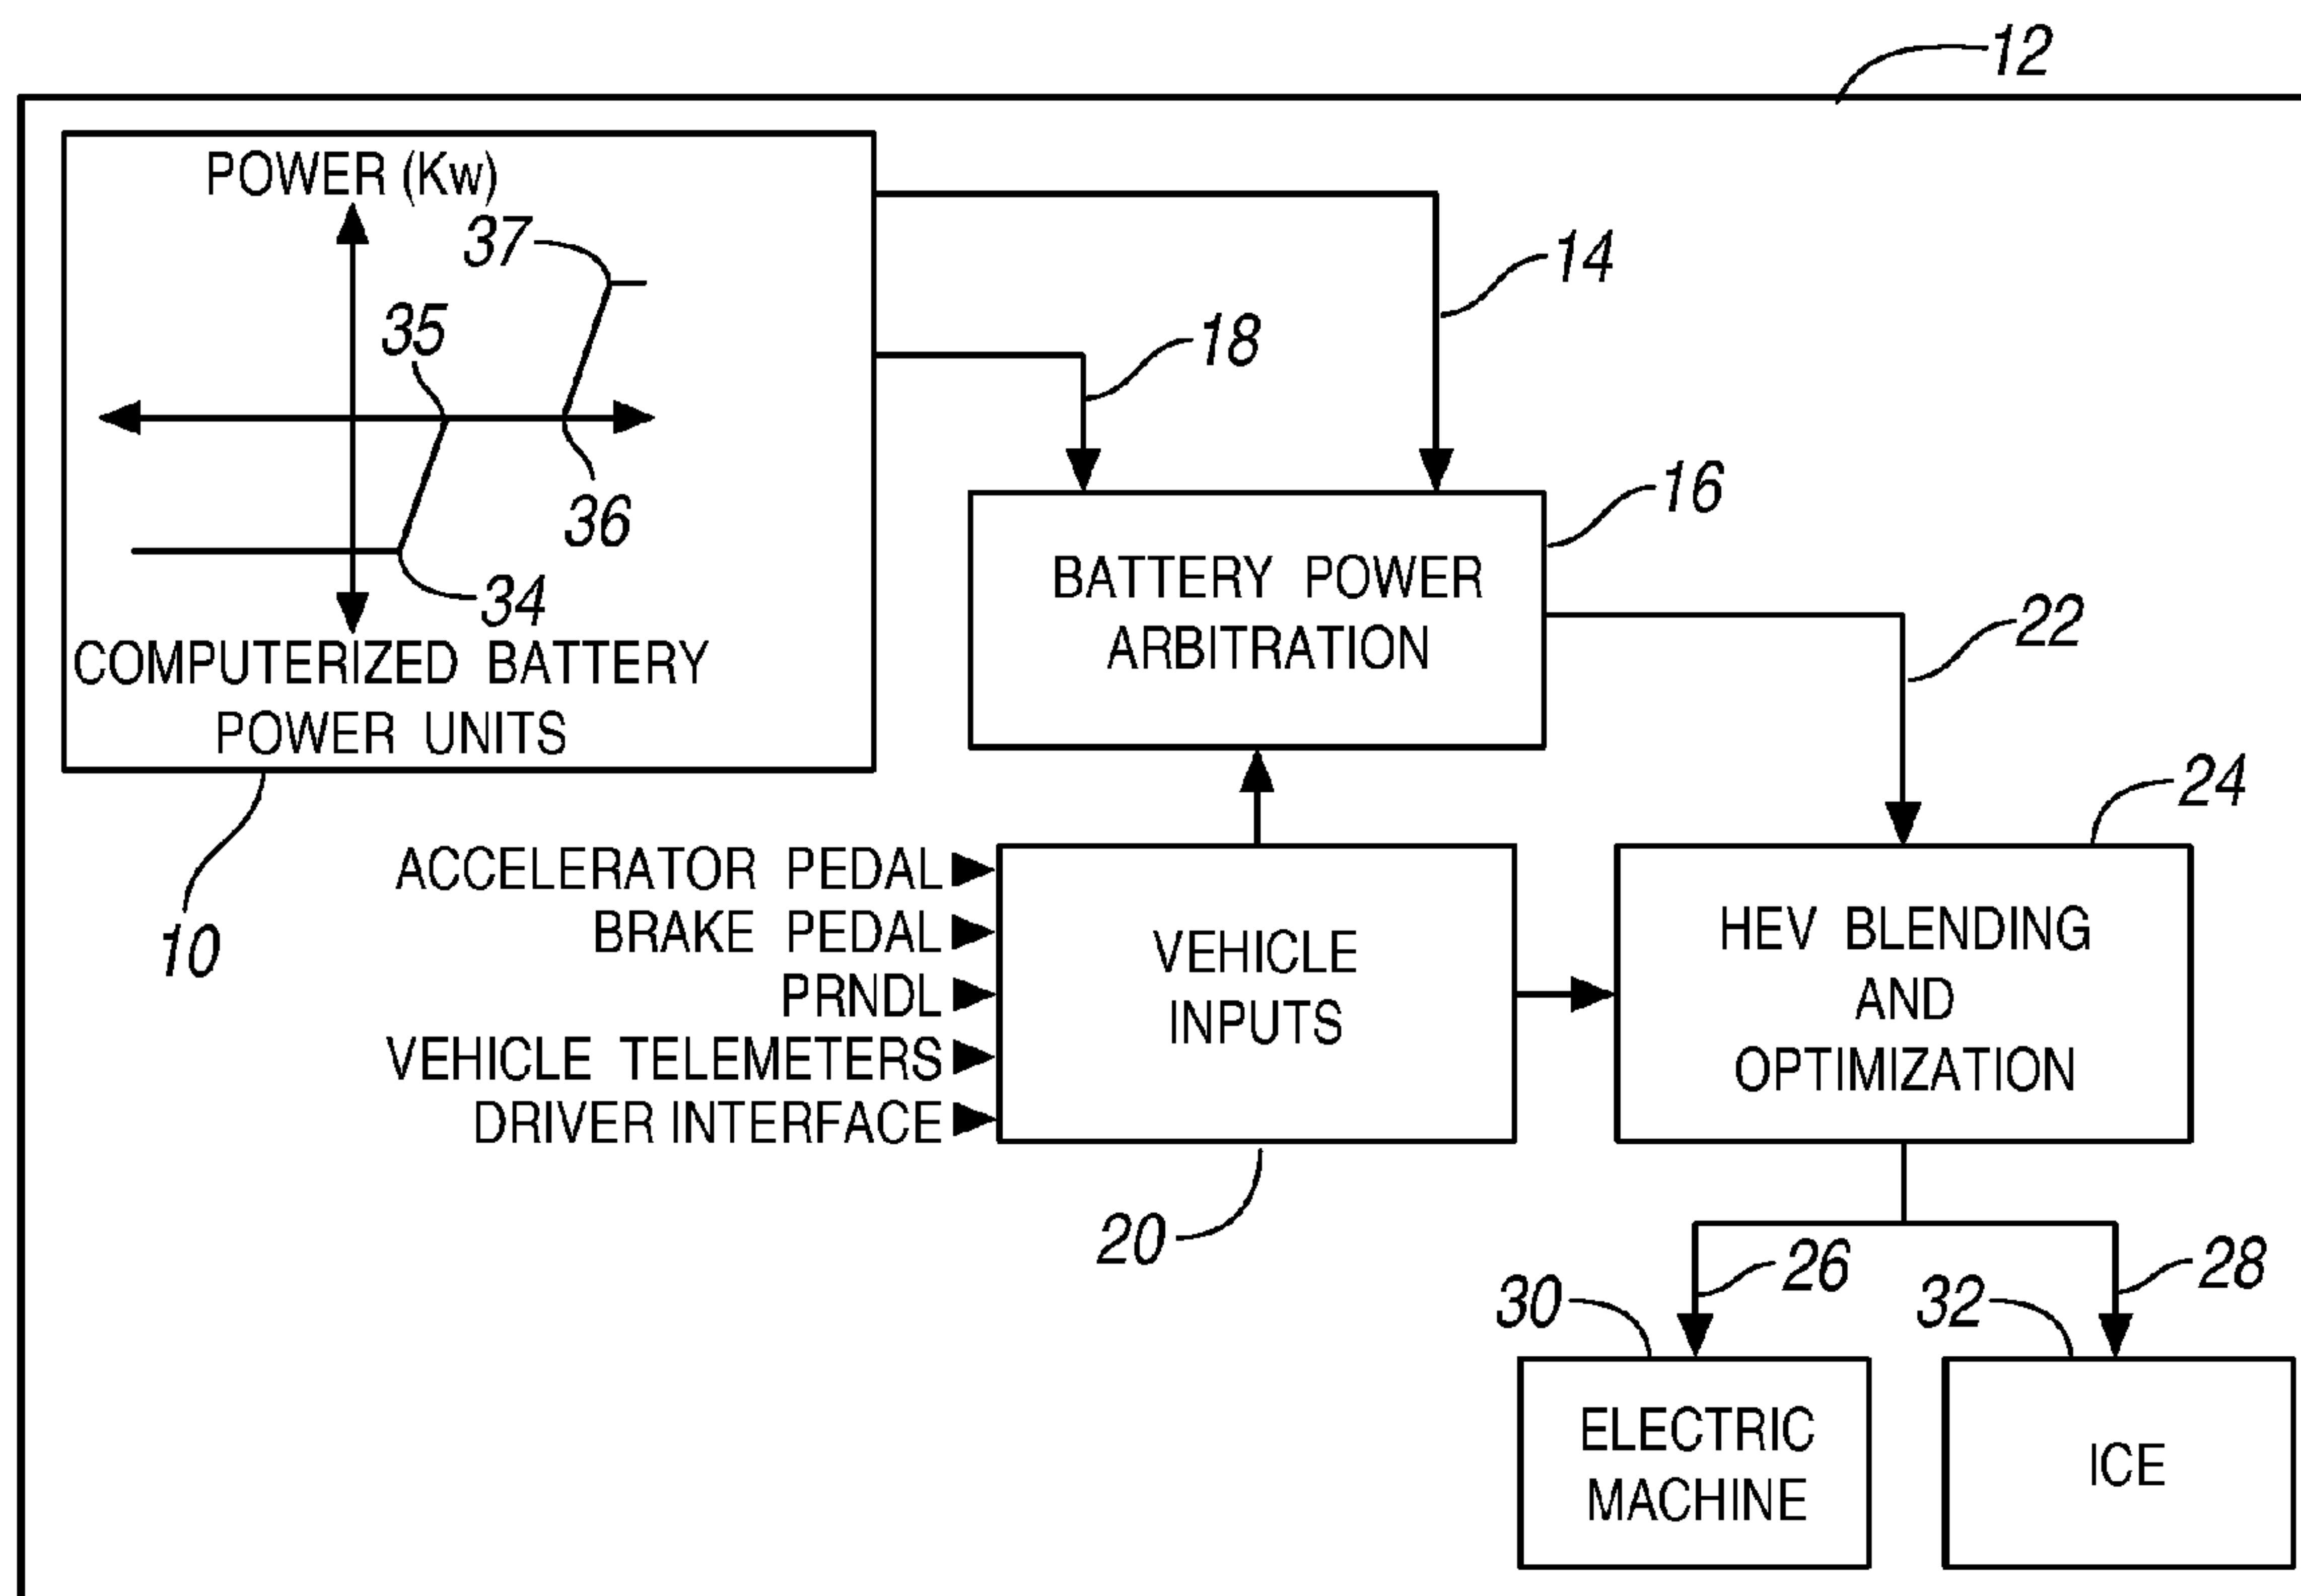 12
POWER (Kw)
37
35
36
34
COMPUTERIZED BATTERY
POWER UNITS
10
14
18
16
BATTERY POWER
ARBITRATION
22
24
ACCELERATOR PEDAL
BRAKE PEDAL
PRNDL
VEHICLE TELEMETERS
DRIVER INTERFACE
VEHICLE
INPUTS
20
HEV BLENDING
AND
OPTIMIZATION
26
28
30
32
ELECTRIC
MACHINE
ICE